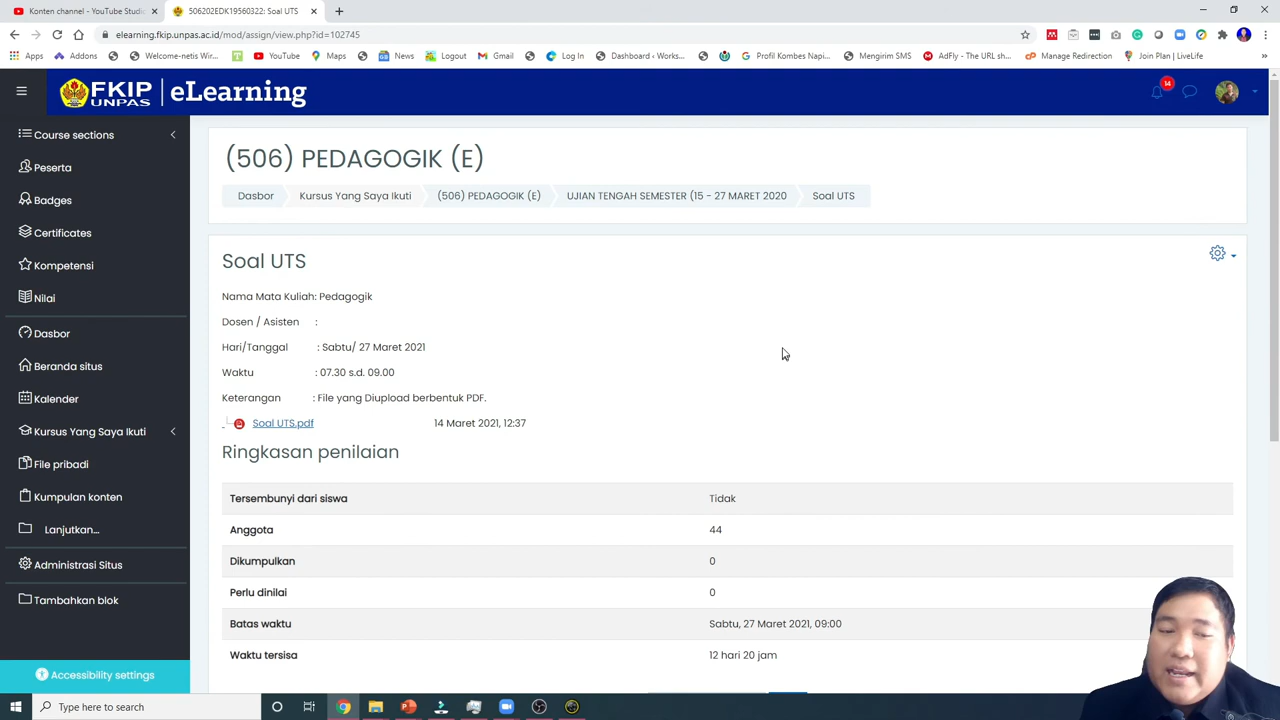 Konten channel - YouTube Studi
506202EDK19560322: Soal UTS
elearning.fkip.unpas.ac.id/mod/assign/view.php?id=102745
Apps
Addons
Welcome-netis Wir...
YouTube
Maps
News
Logout
Gmail
Log In
Dashboard ‹ Works...
Profil Kombes Napi...
Mengirim SMS
AdFly - The URL sh...
Manage Redirection
Join Plan | LiveLife
FKIP
UNPAS
eLearning
14
Course sections
Peserta
Badges
Certificates
Kompetensi
Nilai
Dasbor
Beranda situs
Kalender
Kursus Yang Saya Ikuti
File pribadi
Kumpulan konten
Lanjutkan...
Administrasi Situs
Tambahkan blok
Accessibility settings
(506) PEDAGOGIK (E)
Dasbor
Kursus Yang Saya Ikuti
(506) PEDAGOGIK (E)
UJIAN TENGAH SEMESTER (15 - 27 MARET 2020
Soal UTS
Soal UTS
Nama Mata Kuliah: Pedagogik
Dosen / Asisten :
Hari/Tanggal : Sabtu/ 27 Maret 2021
Waktu : 07.30 s.d. 09.00
Keterangan : File yang Diupload berbentuk PDF.
Soal UTS.pdf 14 Maret 2021, 12:37
Ringkasan penilaian
Tersembunyi dari siswa Tidak
Anggota 44
Dikumpulkan 0
Perlu dinilai 0
Batas waktu Sabtu, 27 Maret 2021, 09:00
Waktu tersisa 12 hari 20 jam
Type here to search